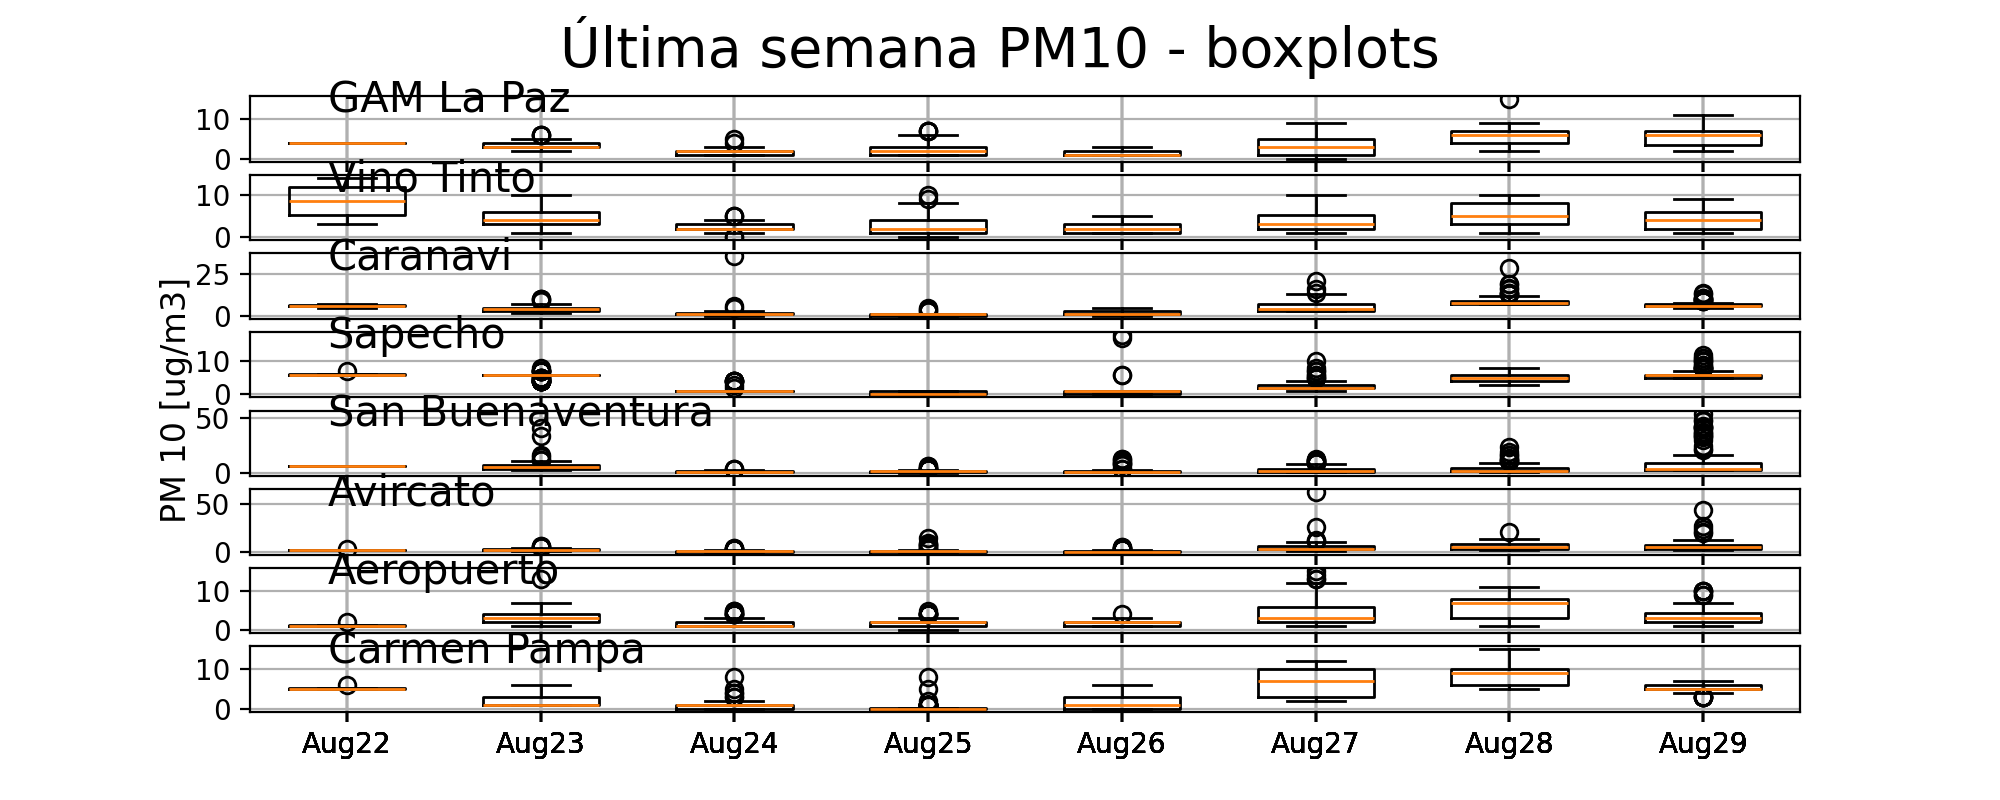 Última semana PM10 - boxplots
GAM La Paz
10
0
Vino Tinto
10
0
Caranavi
25
0
Sapecho
10
0
San Buenaventura
50
0
Avircato
50
0
Aeropuerto
10
0
Carmen Pampa
10
0
PM 10 [ug/m3]
Aug22 Aug23 Aug24 Aug25 Aug26 Aug27 Aug28 Aug29